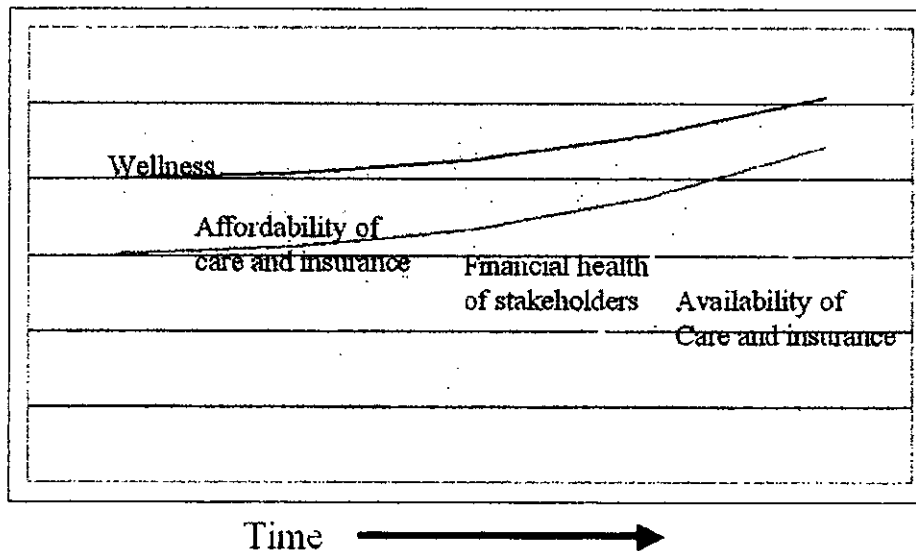 Wellness
Affordability of
care and insurance
Financial health
of stakeholders
Availability of
Care and insurance
Time